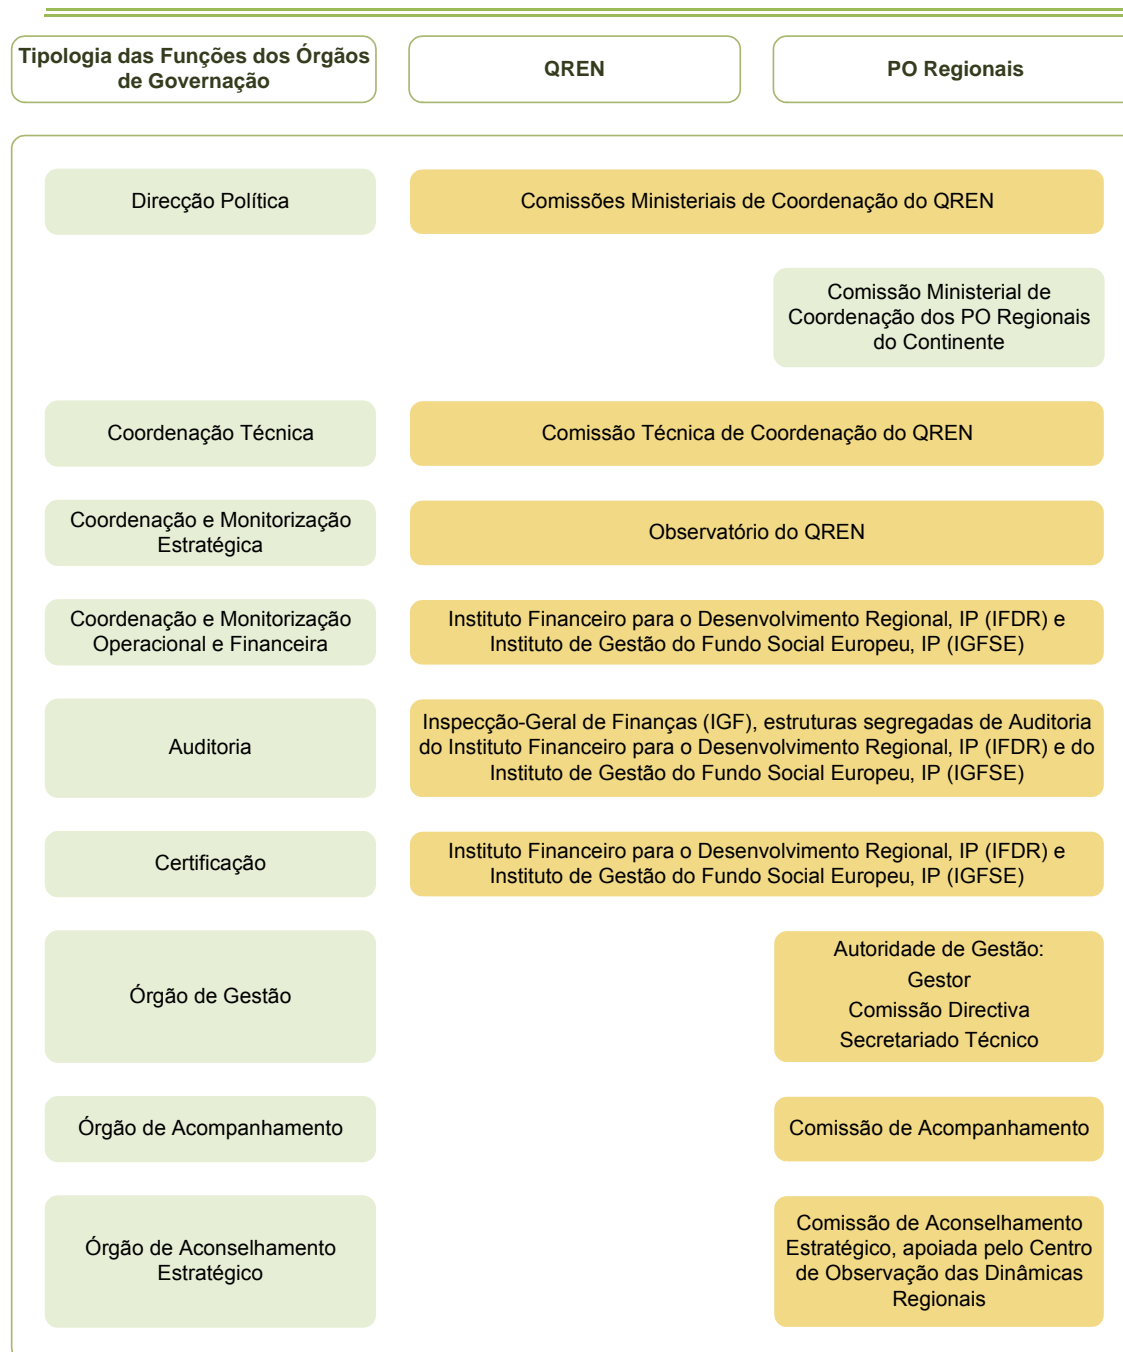 Tipologia das Funções dos Órgãos
de Governação
QREN
PO Regionais
Direcção Política
Comissões Ministeriais de Coordenação do QREN
Comissão Ministerial de
Coordenação dos PO Regionais
do Continente
Coordenação Técnica
Comissão Técnica de Coordenação do QREN
Coordenação e Monitorização
Estratégica
Observatório do QREN
Coordenação e Monitorização
Operacional e Financeira
Instituto Financeiro para o Desenvolvimento Regional, IP (IFDR) e
Instituto de Gestão do Fundo Social Europeu, IP (IGFSE)
Auditoria
Inspecção-Geral de Finanças (IGF), estruturas segregadas de Auditoria
do Instituto Financeiro para o Desenvolvimento Regional, IP (IFDR) e do
Instituto de Gestão do Fundo Social Europeu, IP (IGFSE)
Certificação
Instituto Financeiro para o Desenvolvimento Regional, IP (IFDR) e
Instituto de Gestão do Fundo Social Europeu, IP (IGFSE)
Órgão de Gestão
Autoridade de Gestão:
Gestor
Comissão Directiva
Secretariado Técnico
Órgão de Acompanhamento
Comissão de Acompanhamento
Órgão de Aconselhamento
Estratégico
Comissão de Aconselhamento
Estratégico, apoiada pelo Centro
de Observação das Dinâmicas
Regionais